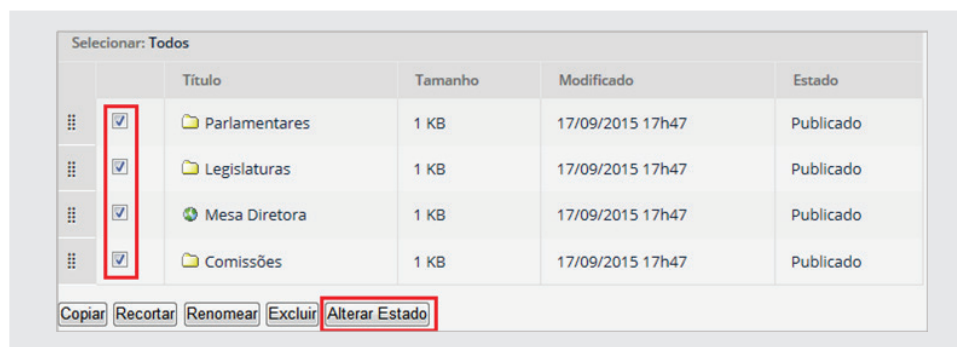 Selecionar: Todos
Título Tamanho Modificado Estado
Parlamentares 1 KB 17/09/2015 17h47 Publicado
Legislaturas 1 KB 17/09/2015 17h47 Publicado
Mesa Diretora 1 KB 17/09/2015 17h47 Publicado
Comissões 1 KB 17/09/2015 17h47 Publicado
Copiar Recortar Renomear Excluir Alterar Estado